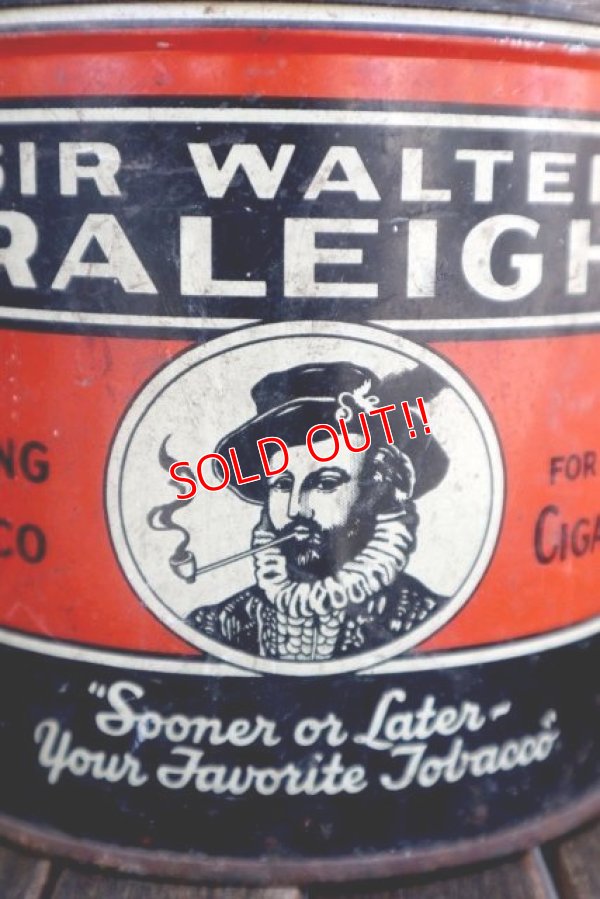 SIR WALTER
RALEIGH
SOLD OUT!!
NG
CO
FOR
CIGA
"Sooner or Later-
Your Favorite Tobacco"